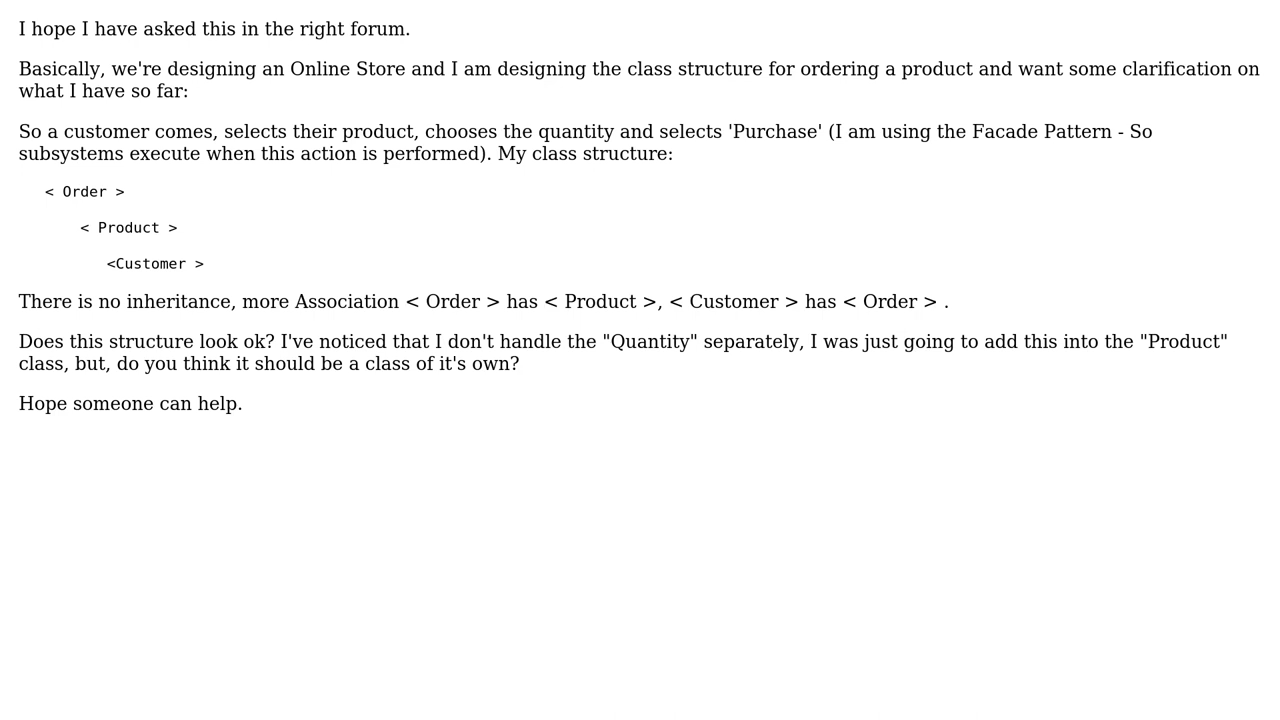 I hope I have asked this in the right forum.
Basically, we're designing an Online Store and I am designing the class structure for ordering a product and want some clarification on
what I have so far:
So a customer comes, selects their product, chooses the quantity and selects 'Purchase' (I am using the Facade Pattern - So
subsystems execute when this action is performed). My class structure:
< Order >
< Product >
<Customer >
There is no inheritance, more Association < Order > has < Product >, < Customer > has < Order > .
Does this structure look ok? I've noticed that I don't handle the "Quantity" separately, I was just going to add this into the "Product"
class, but, do you think it should be a class of it's own?
Hope someone can help.